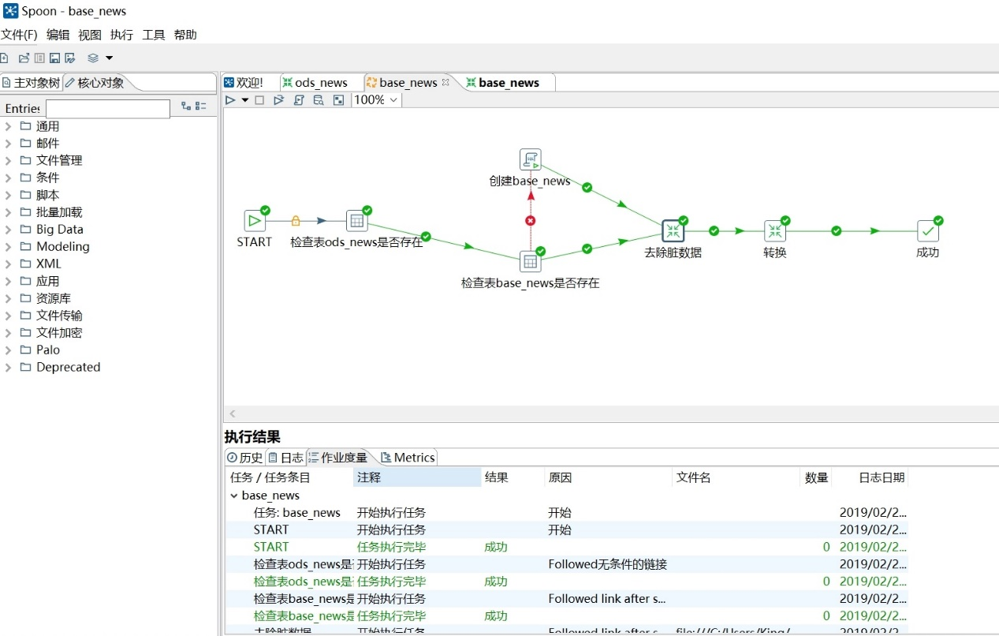 Spoon - base_news
文件(F) 编辑 视图 执行 工具 帮助
主对象树 核心对象
欢迎! ods_news base_news base_news
Entries
100%
通用
邮件
文件管理
条件
脚本
批量加载
Big Data
Modeling
XML
应用
资源库
文件传输
文件加密
Palo
Deprecated
创建base_news
START
检查表ods_news是否存在
检查表base_news是否存在
去除脏数据
转换
成功
执行结果
历史 日志 作业度量 Metrics
任务 / 任务条目 注释 结果 原因 文件名 数量 日志日期
base_news
任务: base_news 开始执行任务 开始 2019/02/2...
START 开始执行任务 开始 2019/02/2...
START 任务执行完毕 成功 0 2019/02/2...
检查表ods_news是 开始执行任务 Followed无条件的链接 2019/02/2...
检查表ods_news是 任务执行完毕 成功 0 2019/02/2...
检查表base_news是 开始执行任务 Followed link after s... 2019/02/2...
检查表base_news是 任务执行完毕 成功 0 2019/02/2...
去除脏数据 开始执行任务 Followed link after s... file:///C:/Users/King/ 2019/02/2...